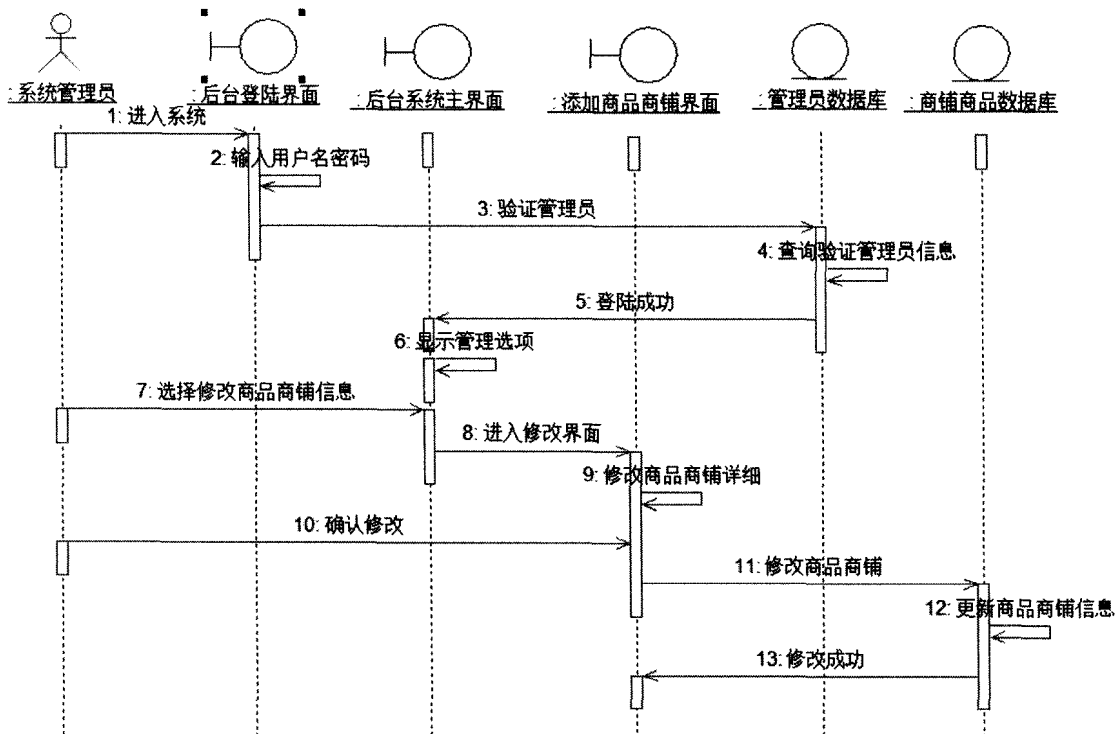 : 系统管理员
: 后台登陆界面
: 后台系统主界面
: 添加商品商铺界面
: 管理员数据库
: 商铺商品数据库
1: 进入系统
2: 输入用户名密码
3: 验证管理员
4: 查询验证管理员信息
5: 登陆成功
6: 显示管理选项
7: 选择修改商品商铺信息
8: 进入修改界面
9: 修改商品商铺详细
10: 确认修改
11: 修改商品商铺
12: 更新商品商铺信息
13: 修改成功